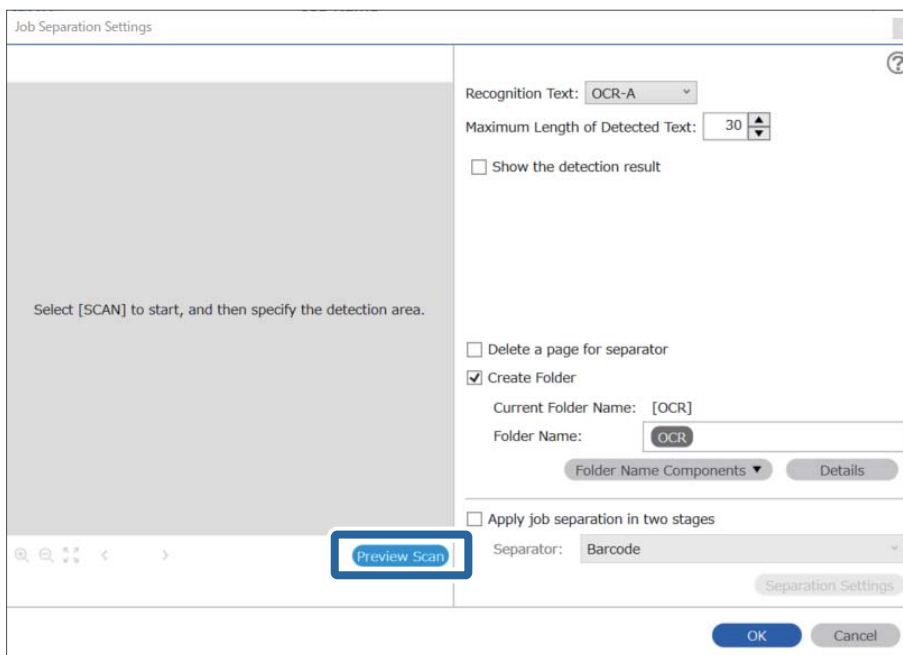 Job Separation Settings
?
Recognition Text: OCR-A
Maximum Length of Detected Text: 30
Show the detection result
Select [SCAN] to start, and then specify the detection area.
Delete a page for separator
Create Folder
Current Folder Name: [OCR]
Folder Name: OCR
Folder Name Components ▼ Details
Apply job separation in two stages
Preview Scan
Separator: Barcode
Separation Settings
OK Cancel